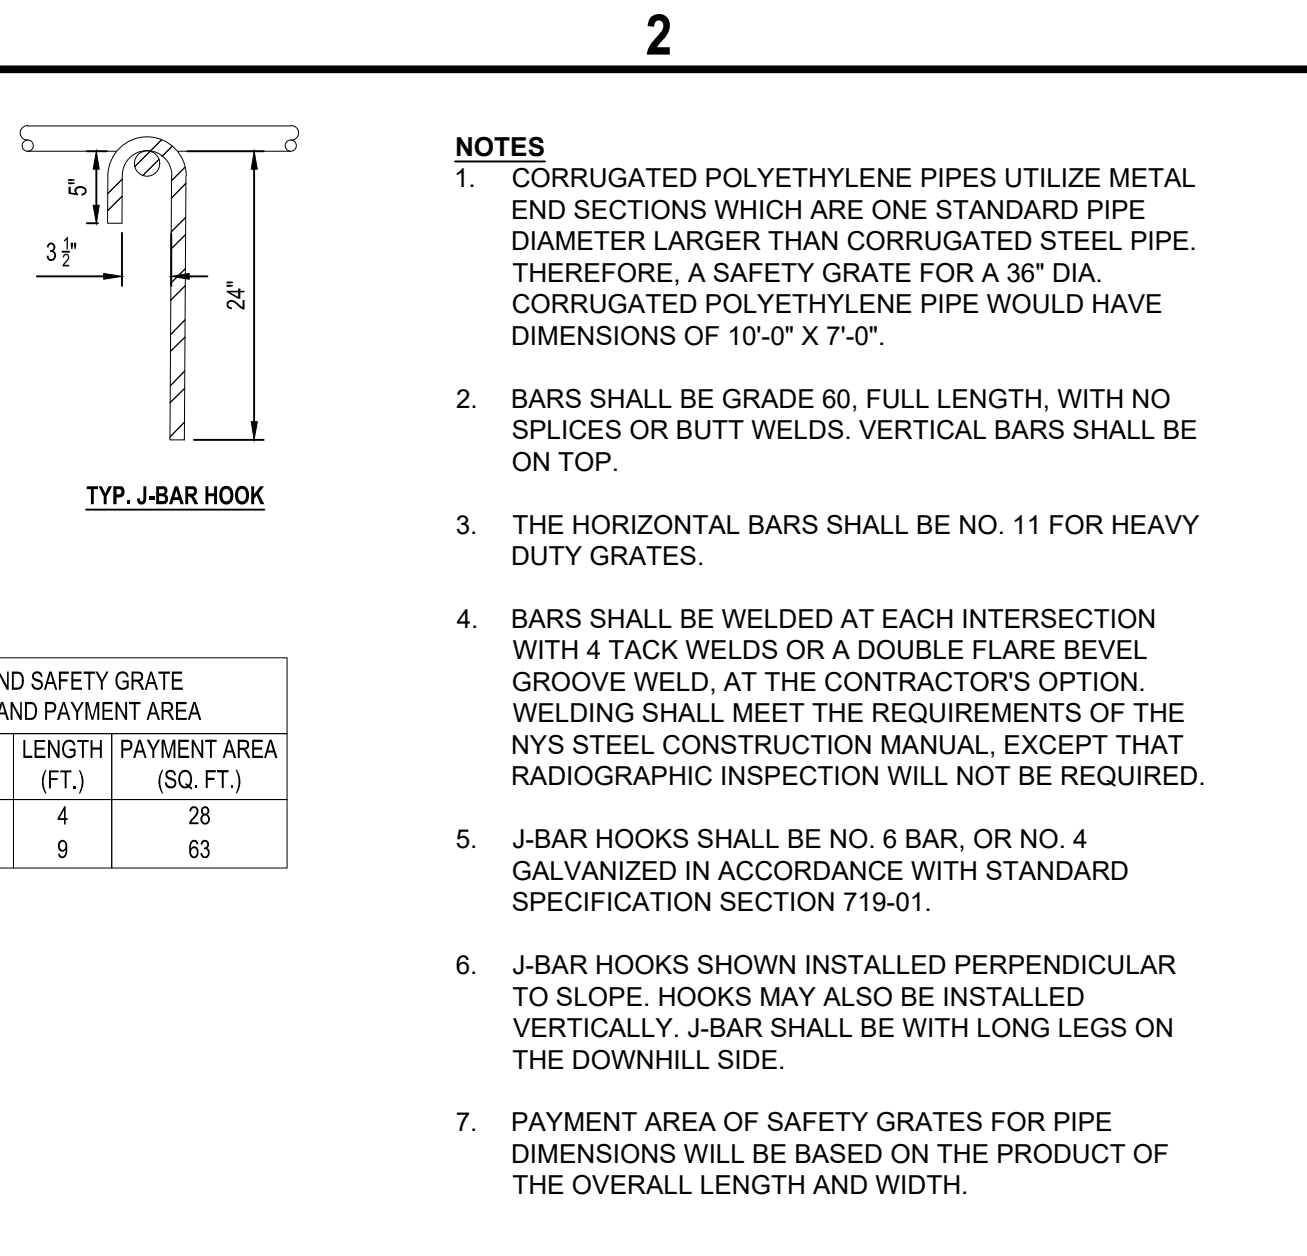 2
5"
3 1/2"
24"
TYP. J-BAR HOOK
ND SAFETY GRATE
AND PAYMENT AREA
LENGTH PAYMENT AREA
(FT.) (SQ. FT.)
4 28
9 63
NOTES
1. CORRUGATED POLYETHYLENE PIPES UTILIZE METAL
END SECTIONS WHICH ARE ONE STANDARD PIPE
DIAMETER LARGER THAN CORRUGATED STEEL PIPE.
THEREFORE, A SAFETY GRATE FOR A 36" DIA.
CORRUGATED POLYETHYLENE PIPE WOULD HAVE
DIMENSIONS OF 10'-0" X 7'-0".
2. BARS SHALL BE GRADE 60, FULL LENGTH, WITH NO
SPLICES OR BUTT WELDS. VERTICAL BARS SHALL BE
ON TOP.
3. THE HORIZONTAL BARS SHALL BE NO. 11 FOR HEAVY
DUTY GRATES.
4. BARS SHALL BE WELDED AT EACH INTERSECTION
WITH 4 TACK WELDS OR A DOUBLE FLARE BEVEL
GROOVE WELD, AT THE CONTRACTOR'S OPTION.
WELDING SHALL MEET THE REQUIREMENTS OF THE
NYS STEEL CONSTRUCTION MANUAL, EXCEPT THAT
RADIOGRAPHIC INSPECTION WILL NOT BE REQUIRED.
5. J-BAR HOOKS SHALL BE NO. 6 BAR, OR NO. 4
GALVANIZED IN ACCORDANCE WITH STANDARD
SPECIFICATION SECTION 719-01.
6. J-BAR HOOKS SHOWN INSTALLED PERPENDICULAR
TO SLOPE. HOOKS MAY ALSO BE INSTALLED
VERTICALLY. J-BAR SHALL BE WITH LONG LEGS ON
THE DOWNHILL SIDE.
7. PAYMENT AREA OF SAFETY GRATES FOR PIPE
DIMENSIONS WILL BE BASED ON THE PRODUCT OF
THE OVERALL LENGTH AND WIDTH.